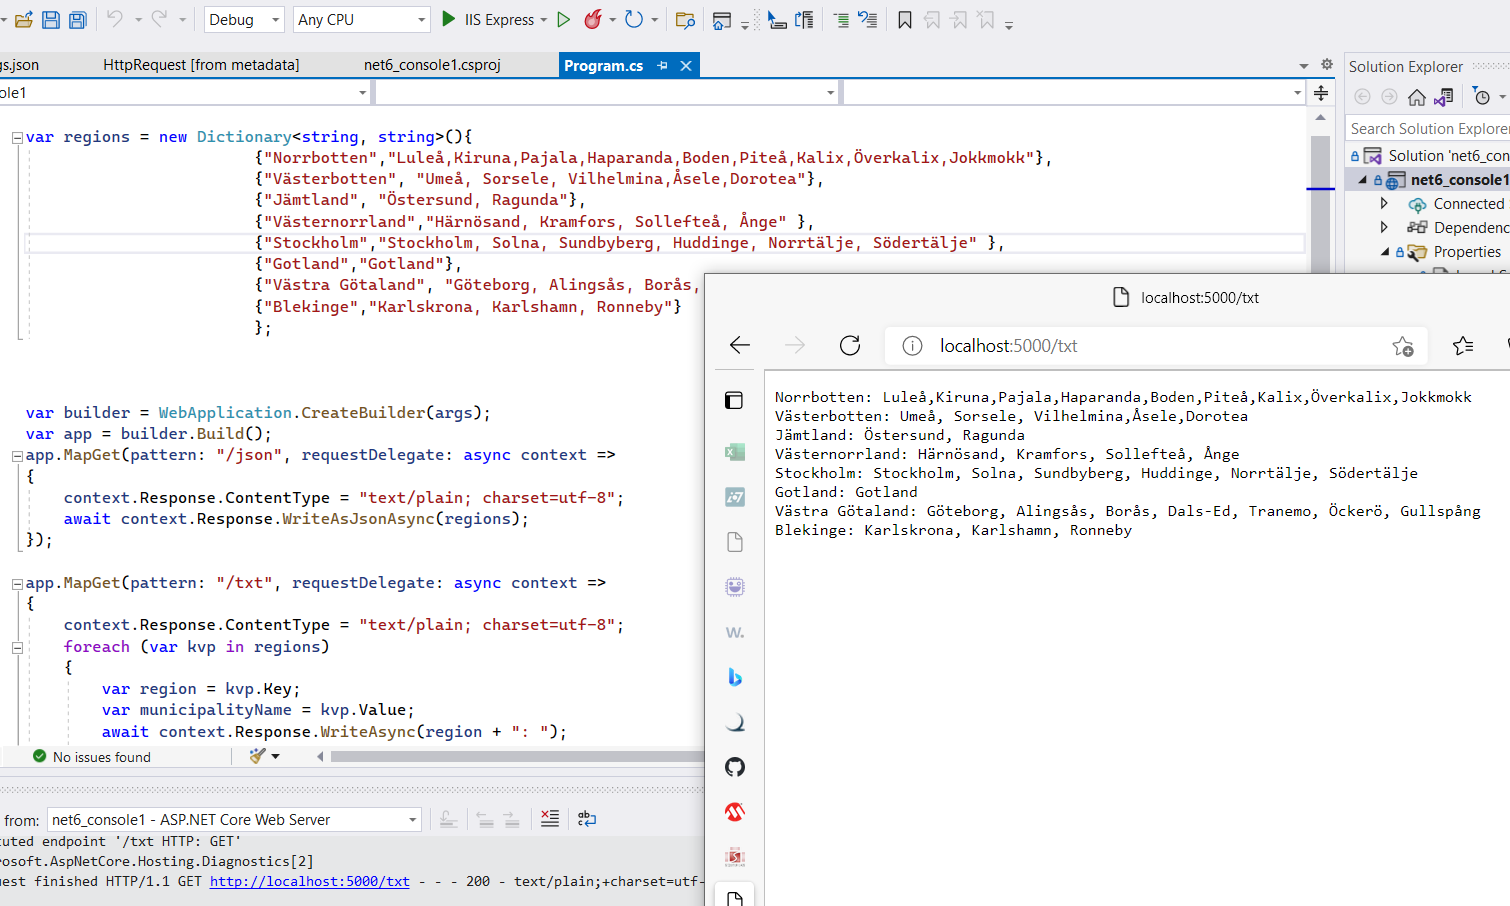 Debug
Any CPU
IIS Express
gs.json
HttpRequest [from metadata]
net6_console1.csproj
Program.cs
Solution Explorer
ole1
Search Solution Explorer
Solution 'net6_con
net6_console1
Connected
Dependenc
Properties
var regions = new Dictionary<string, string>(){
{"Norrbotten","Luleå,Kiruna,Pajala,Haparanda,Boden,Piteå,Kalix,Överkalix,Jokkmokk"},
{"Västerbotten", "Umeå, Sorsele, Vilhelmina,Åsele,Dorotea"},
{"Jämtland", "Östersund, Ragunda"},
{"Västernorrland","Härnösand, Kramfors, Sollefteå, Ånge" },
{"Stockholm","Stockholm, Solna, Sundbyberg, Huddinge, Norrtälje, Södertälje" },
{"Gotland","Gotland"},
{"Västra Götaland", "Göteborg, Alingsås, Borås,
{"Blekinge","Karlskrona, Karlshamn, Ronneby"}
};
var builder = WebApplication.CreateBuilder(args);
var app = builder.Build();
app.MapGet(pattern: "/json", requestDelegate: async context =>
{
context.Response.ContentType = "text/plain; charset=utf-8";
await context.Response.WriteAsJsonAsync(regions);
});
app.MapGet(pattern: "/txt", requestDelegate: async context =>
{
context.Response.ContentType = "text/plain; charset=utf-8";
foreach (var kvp in regions)
{
var region = kvp.Key;
var municipalityName = kvp.Value;
await context.Response.WriteAsync(region + ": ");
No issues found
from:
net6_console1 - ASP.NET Core Web Server
uted endpoint '/txt HTTP: GET'
rosoft.AspNetCore.Hosting.Diagnostics[2]
uest finished HTTP/1.1 GET http://localhost:5000/txt - - - 200 - text/plain;+charset=utf-
localhost:5000/txt
localhost:5000/txt
Norrbotten: Luleå,Kiruna,Pajala,Haparanda,Boden,Piteå,Kalix,Överkalix,Jokkmokk
Västerbotten: Umeå, Sorsele, Vilhelmina,Åsele,Dorotea
Jämtland: Östersund, Ragunda
Västernorrland: Härnösand, Kramfors, Sollefteå, Ånge
Stockholm: Stockholm, Solna, Sundbyberg, Huddinge, Norrtälje, Södertälje
Gotland: Gotland
Västra Götaland: Göteborg, Alingsås, Borås, Dals-Ed, Tranemo, Öckerö, Gullspång
Blekinge: Karlskrona, Karlshamn, Ronneby
w.